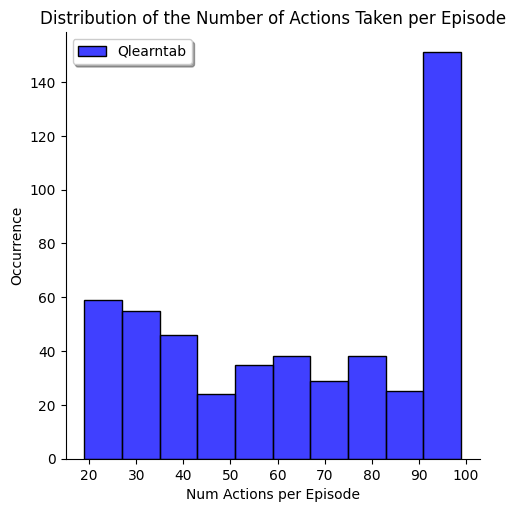 Distribution of the Number of Actions Taken per Episode
Qlearntab
140
120
100
80
60
40
20
0
Occurrence
20 30 40 50 60 70 80 90 100
Num Actions per Episode